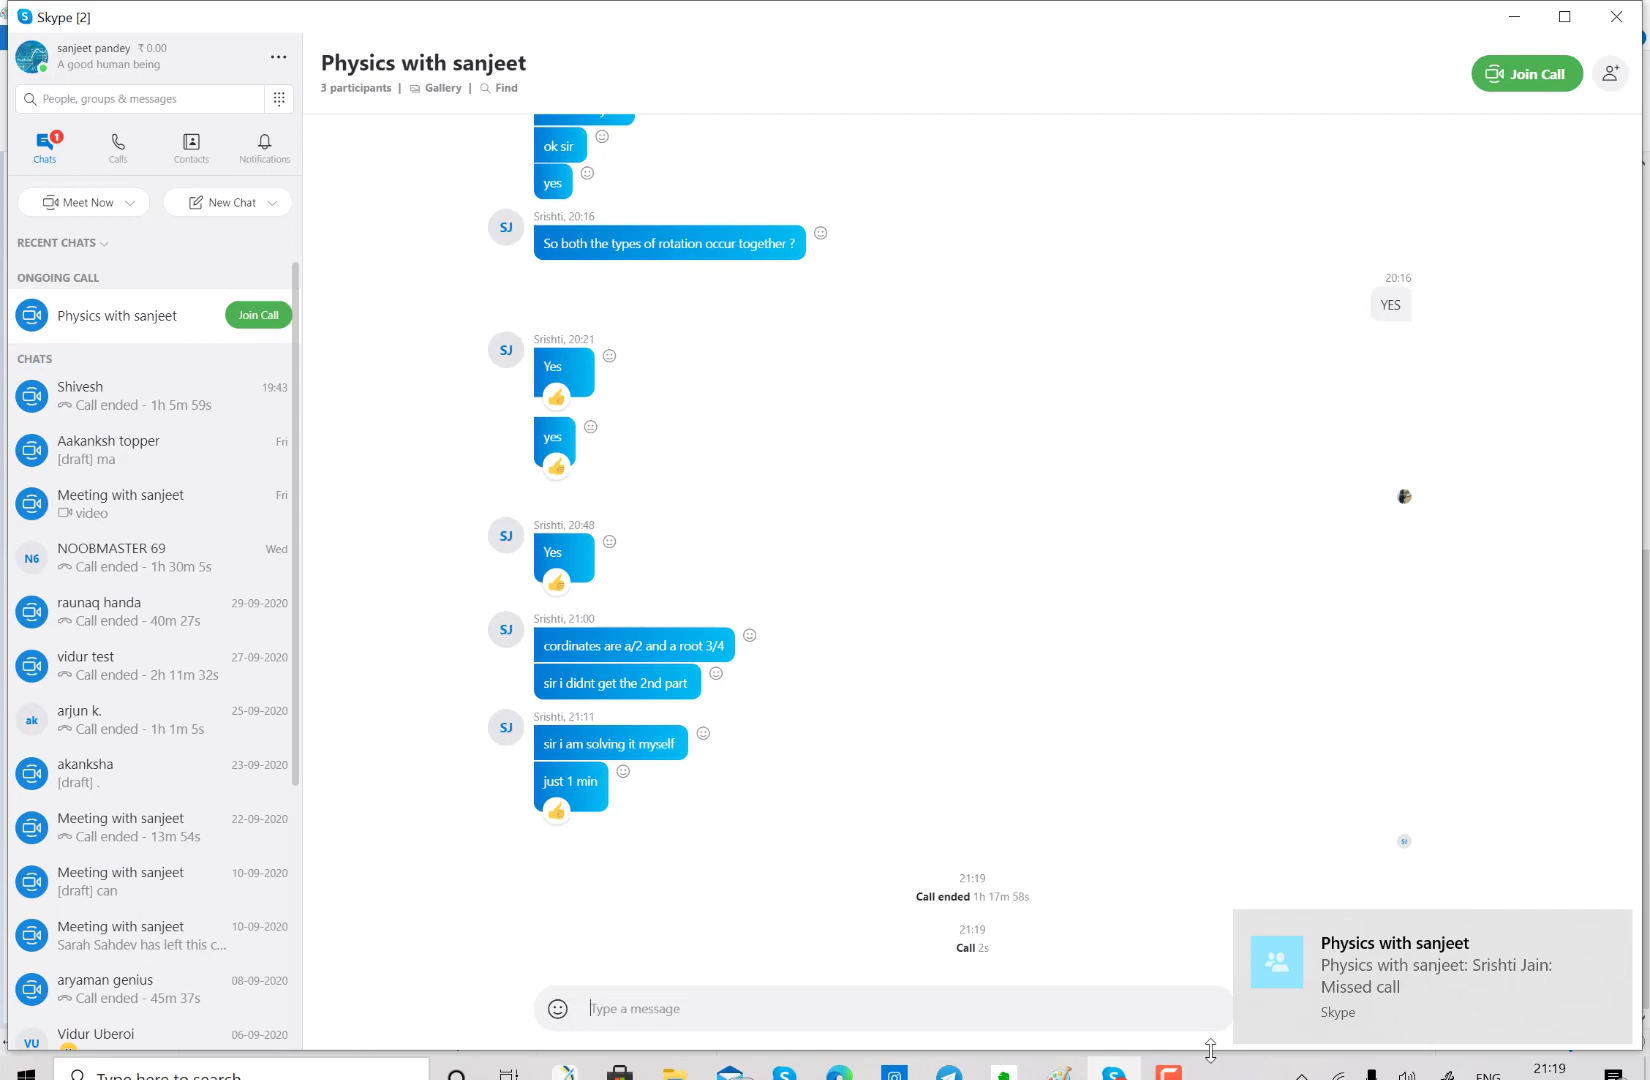 Skype [2]
sanjeet pandey ₹ 0.00
A good human being
People, groups & messages
1
Chats
Calls
Contacts
Notifications
Meet Now
New Chat
RECENT CHATS
ONGOING CALL
Physics with sanjeet
Join Call
CHATS
Shivesh 19:43
Call ended - 1h 5m 59s
Aakanksh topper Fri
[draft] ma
Meeting with sanjeet Fri
video
N6
NOOBMASTER 69 Wed
Call ended - 1h 30m 5s
raunaq handa 29-09-2020
Call ended - 40m 27s
vidur test 27-09-2020
Call ended - 2h 11m 32s
ak
arjun k. 25-09-2020
Call ended - 1h 1m 5s
akanksha 23-09-2020
[draft] .
Meeting with sanjeet 22-09-2020
Call ended - 13m 54s
Meeting with sanjeet 10-09-2020
[draft] can
Meeting with sanjeet 10-09-2020
Sarah Sahdev has left this c...
aryaman genius 08-09-2020
Call ended - 45m 37s
VU
Vidur Uberoi 06-09-2020
Physics with sanjeet
3 participants | Gallery | Find
Join Call
ok sir
yes
SJ
Srishti, 20:16
So both the types of rotation occur together ?
20:16
YES
SJ
Srishti, 20:21
Yes
yes
SJ
Srishti, 20:48
Yes
SJ
Srishti, 21:00
cordinates are a/2 and a root 3/4
sir i didnt get the 2nd part
SJ
Srishti, 21:11
sir i am solving it myself
just 1 min
SJ
21:19
Call ended 1h 17m 58s
21:19
Call 2s
Type a message
Physics with sanjeet
Physics with sanjeet: Srishti Jain:
Missed call
Skype
Type here to search
ENG
21:19